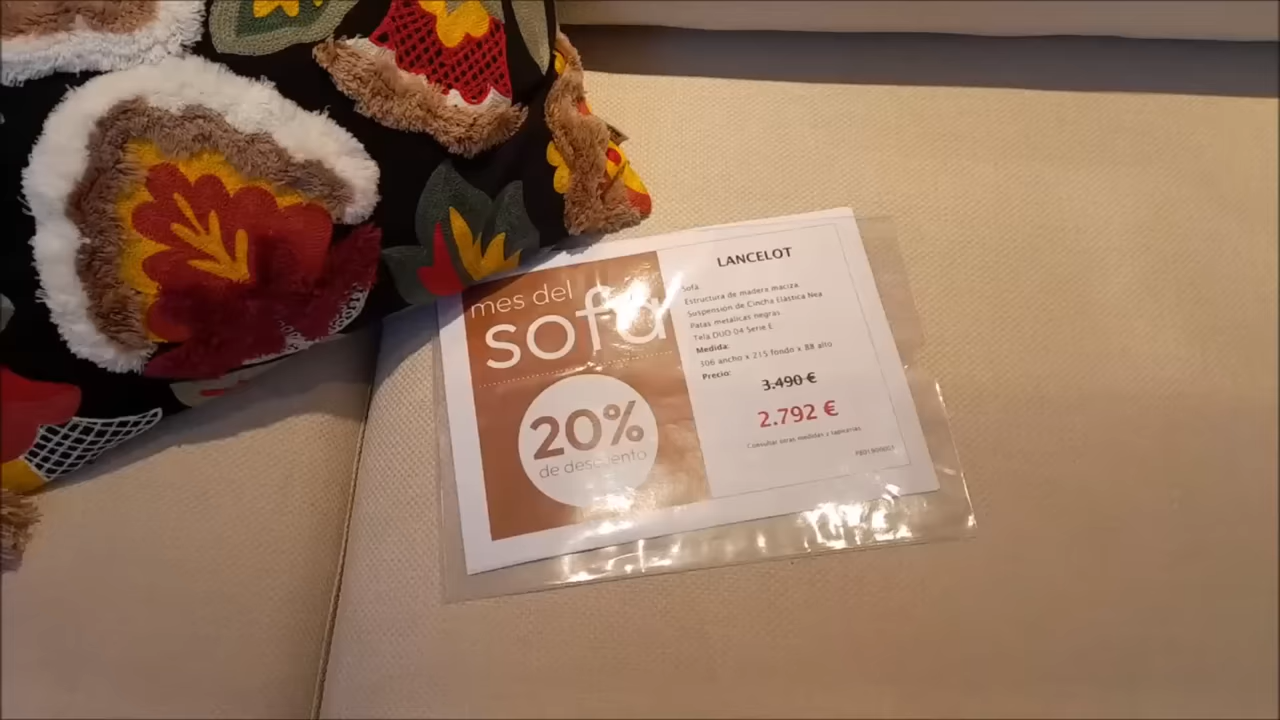 mes del
sofá
20%
de descuento
LANCELOT
Sofá
Estructura de madera maciza
Suspensión de Cincha Elástica Nea
Patas metálicas negras
Tela DUO 04 Serie E
Medida:
306 ancho x 215 fondo x 88 alto
Precio:
3.490 €
2.792 €
Consultar otras medidas y tapicerías